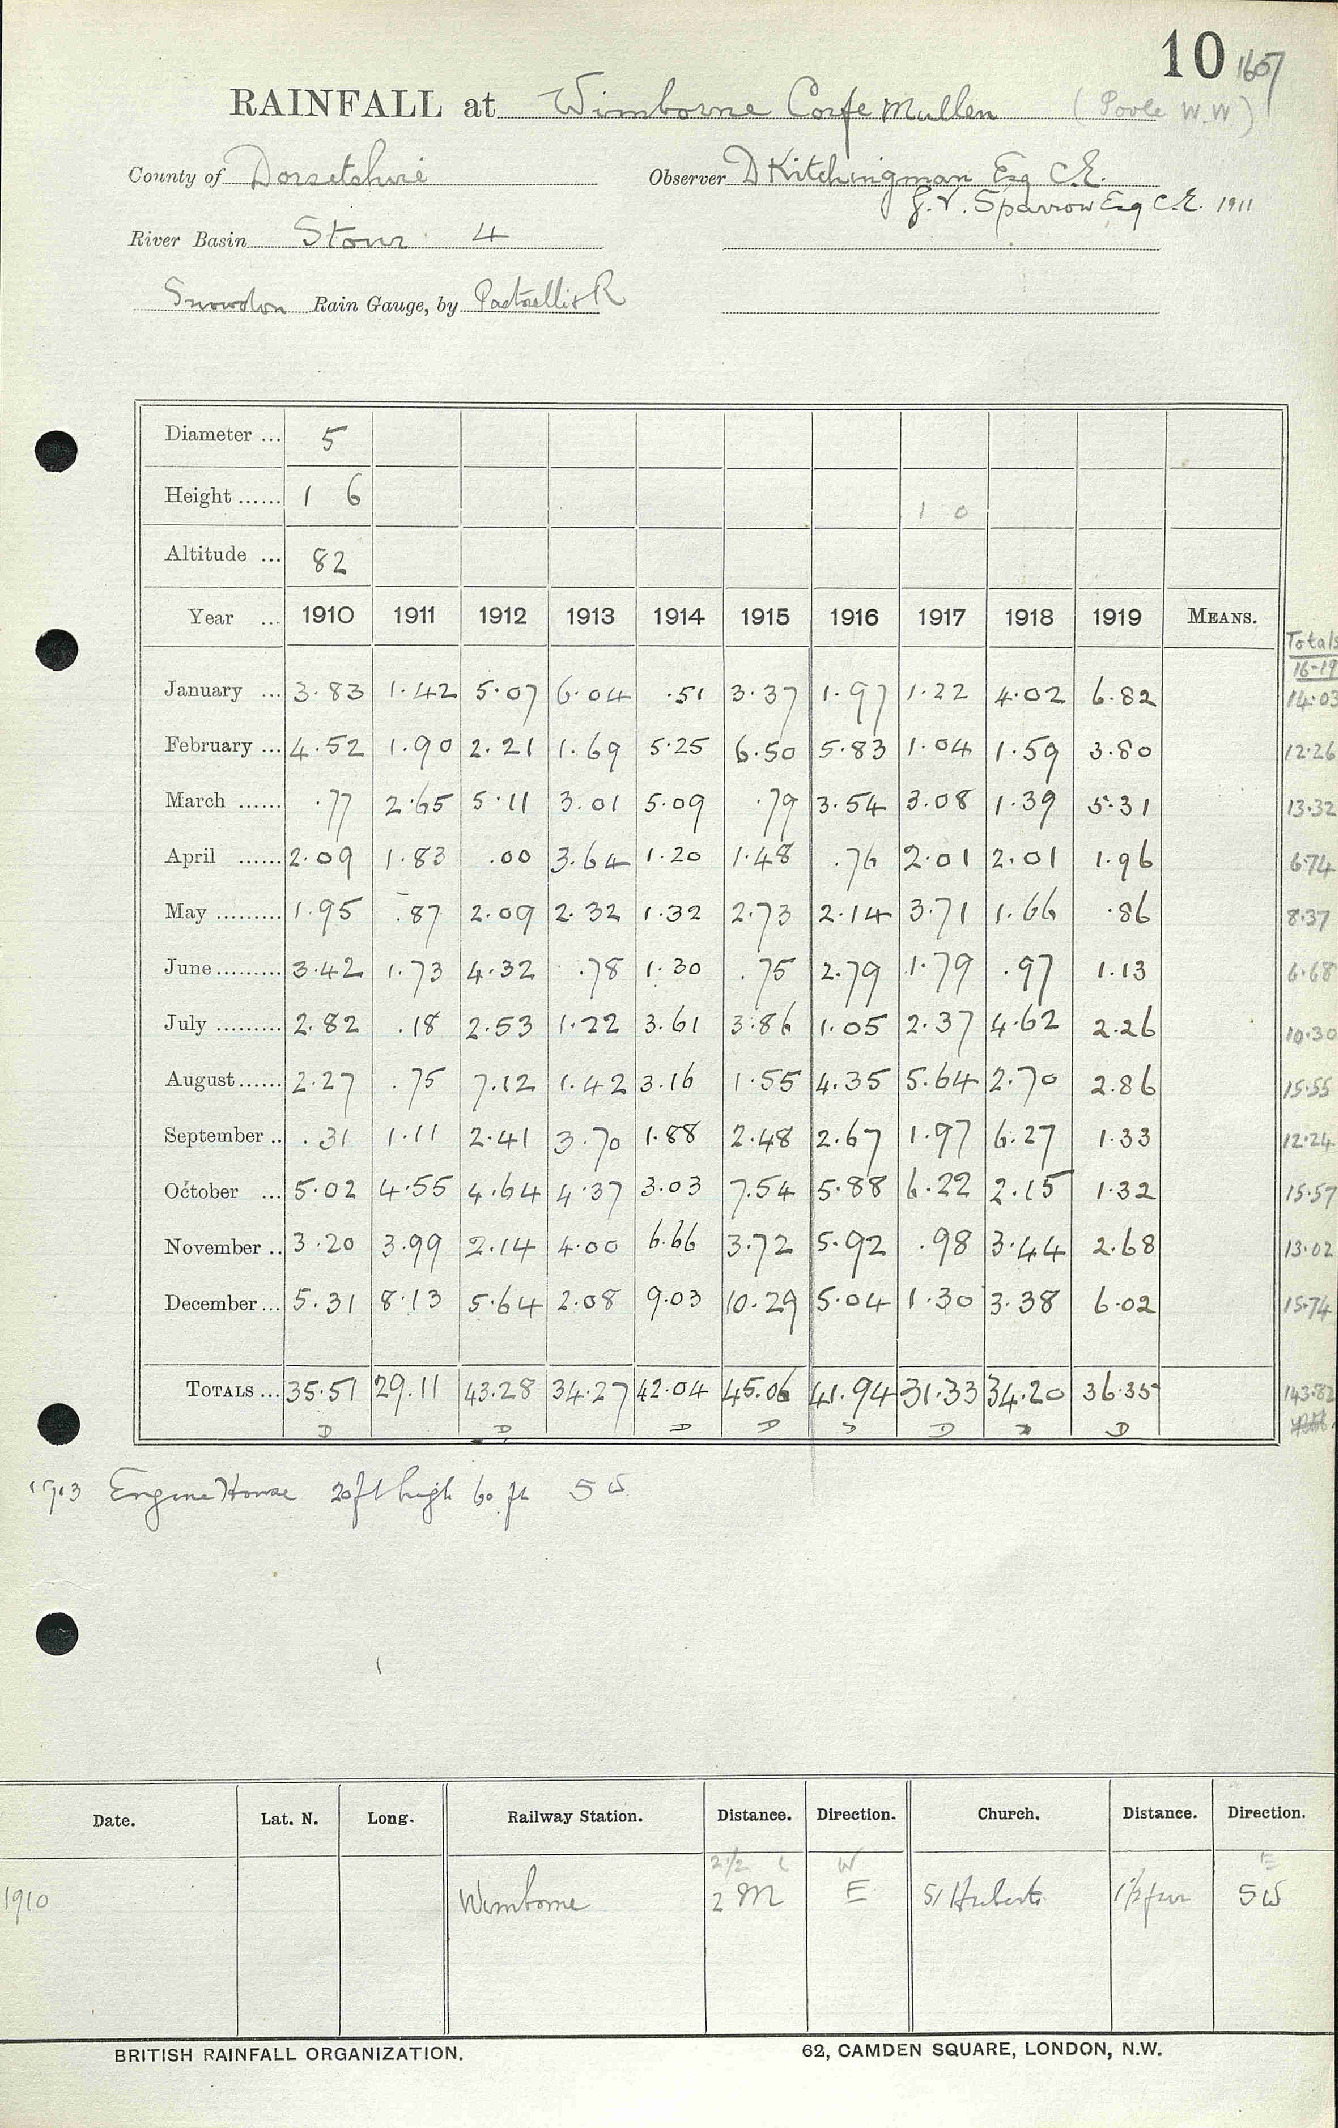 10 1607
RAINFALL at Wimborne Corfe Mullen (Poole W.W)
County of Dorsetshire Observer D Kitchingman Esq C.E.
G. V. Sparrow Esq C.E. 1911
River Basin Stour 4
Snowdon Rain Gauge, by
Diameter ... 5
Height ...... 1 6 1 0
Altitude ... 82
Year ... 1910 1911 1912 1913 1914 1915 1916 1917 1918 1919 MEANS. Totals 16-19
January ... 3.83 1.42 5.07 6.04 .51 3.37 1.97 1.22 4.02 6.82 14.03
February ... 4.52 1.90 2.21 1.69 5.25 6.50 5.83 1.04 1.59 3.80 12.26
March ...... .77 2.65 5.11 3.01 5.09 .79 3.54 3.08 1.39 5.31 13.32
April ...... 2.09 1.83 .00 3.64 1.20 1.48 .76 2.01 2.01 1.96 6.74
May ......... 1.95 .87 2.09 2.32 1.32 2.73 2.14 3.71 1.66 .86 8.37
June ......... 3.42 1.73 4.32 .78 1.30 .75 2.79 1.79 .97 1.13 6.68
July ......... 2.82 .18 2.53 1.22 3.61 3.86 1.05 2.37 4.62 2.26 10.30
August...... 2.27 .75 7.12 1.42 3.16 1.55 4.35 5.64 2.70 2.86 15.55
September .. .31 1.11 2.41 3.70 1.88 2.48 2.67 1.97 6.27 1.33 12.24
October ... 5.02 4.55 4.64 4.37 3.03 7.54 5.88 6.22 2.15 1.32 15.57
November .. 3.20 3.99 2.14 4.00 6.66 3.72 5.92 .98 3.44 2.68 13.02
December ... 5.31 8.13 5.64 2.08 9.03 10.29 5.04 1.30 3.38 6.02 15.74
TOTALS ... 35.51 29.11 43.28 34.27 42.04 45.06 41.94 31.33 34.20 36.35 143.82
D D D D D D D D
1913 Engine House 20ft high 60 ft SW
Date. Lat. N. Long. Railway Station. Distance. Direction. Church. Distance. Direction.
2 1/2 W E
1910 Wimborne 2 M E St Huberts 1½ fur SW
BRITISH RAINFALL ORGANIZATION. 62, CAMDEN SQUARE, LONDON, N.W.